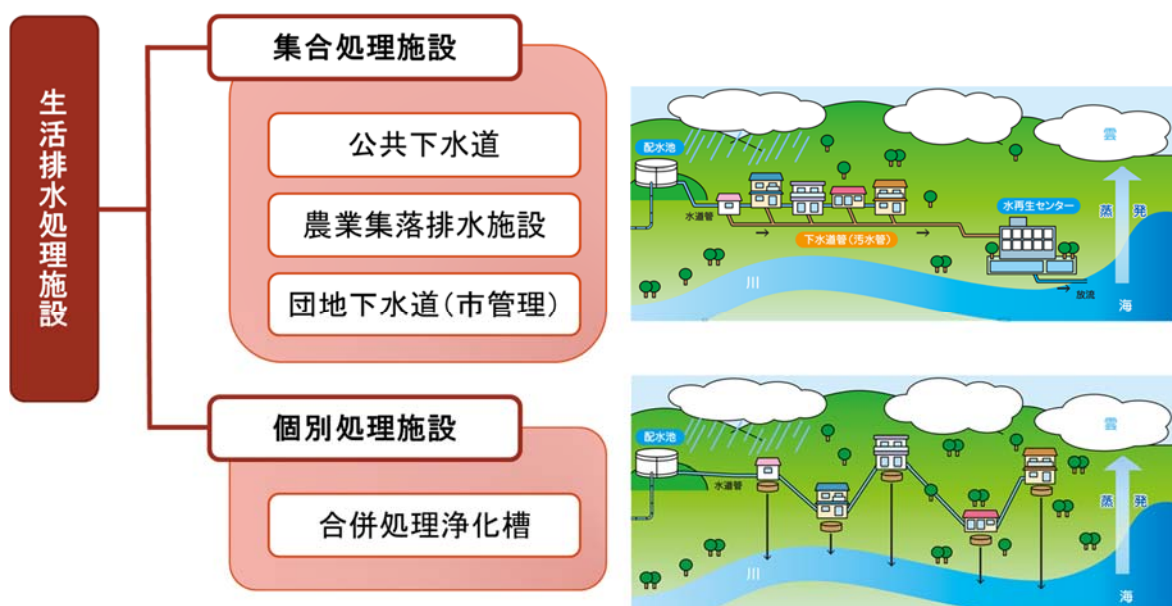 生活排水処理施設
集合処理施設
公共下水道
農業集落排水施設
団地下水道(市管理)
配水池
雲
水道管
水再生センター
蒸発
下水道管(汚水管)
川
放流
海
個別処理施設
合併処理浄化槽
配水池
雲
水道管
蒸発
川
海